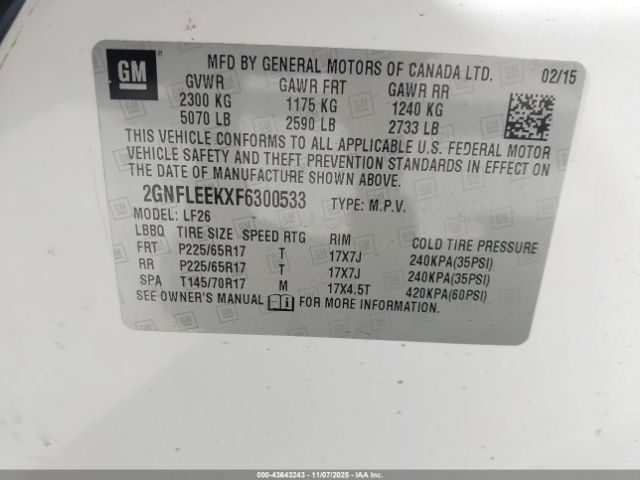 GM
MFD BY GENERAL MOTORS OF CANADA LTD. 02/15
GVWR GAWR FRT GAWR RR
2300 KG 1175 KG 1240 KG
5070 LB 2590 LB 2733 LB
THIS VEHICLE CONFORMS TO ALL APPLICABLE U.S. FEDERAL MOTOR
VEHICLE SAFETY AND THEFT PREVENTION STANDARDS IN EFFECT ON
THE DATE OF MANUFACTURE SHOWN ABOVE.
2GNFLEEKXF6300533 TYPE: M.P.V.
MODEL: LF26
LBBQ TIRE SIZE SPEED RTG RIM COLD TIRE PRESSURE
FRT P225/65R17 T 17X7J 240KPA(35PSI)
RR P225/65R17 T 17X7J 240KPA(35PSI)
SPA T145/70R17 M 17X4.5T 420KPA(60PSI)
SEE OWNER'S MANUAL FOR MORE INFORMATION.
000-43643243 - 11/07/2025 - IAAI.CA